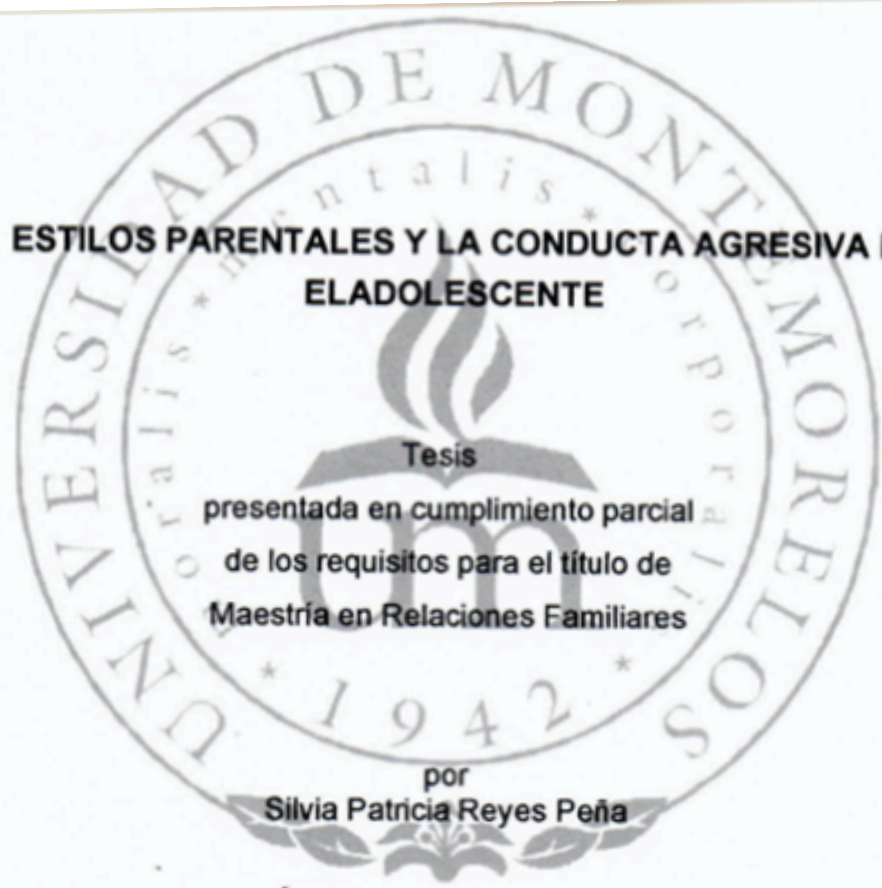 UNIVERSIDAD DE MONTEMORELOS
mentalis * corporalis *
* 1942 *
ESTILOS PARENTALES Y LA CONDUCTA AGRESIVA
ELADOLESCENTE
Tesis
presentada en cumplimiento parcial
de los requisitos para el título de
Maestría en Relaciones Familiares
por
Silvia Patricia Reyes Peña